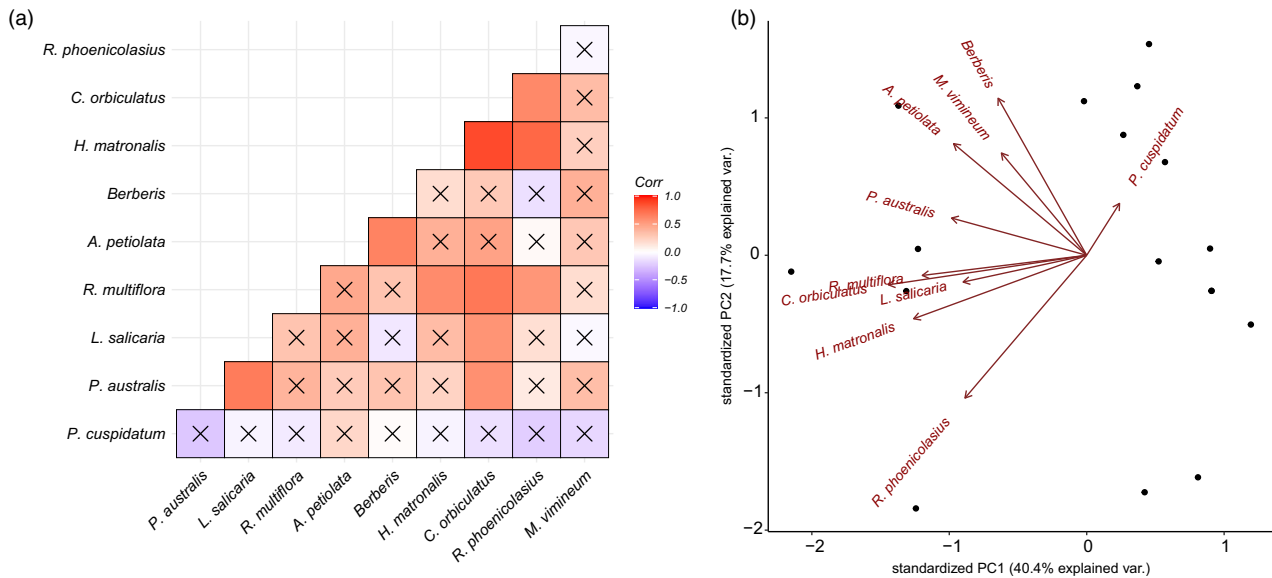 (a)
R. phoenicolasius
C. orbiculatus
H. matronalis
Berberis
A. petiolata
R. multiflora
L. salicaria
P. australis
P. cuspidatum
P. australis
L. salicaria
R. multiflora
A. petiolata
Berberis
H. matronalis
C. orbiculatus
R. phoenicolasius
M. vimineum
Corr
1.0
0.5
0.0
−0.5
−1.0
(b)
standardized PC2 (17.7% explained var.)
1
0
−1
−2
Berberis
M. vimineum
A. petiolata
P. cuspidatum
P. australis
R. multiflora
C. orbiculatus
L. salicaria
H. matronalis
R. phoenicolasius
−2
−1
0
1
standardized PC1 (40.4% explained var.)